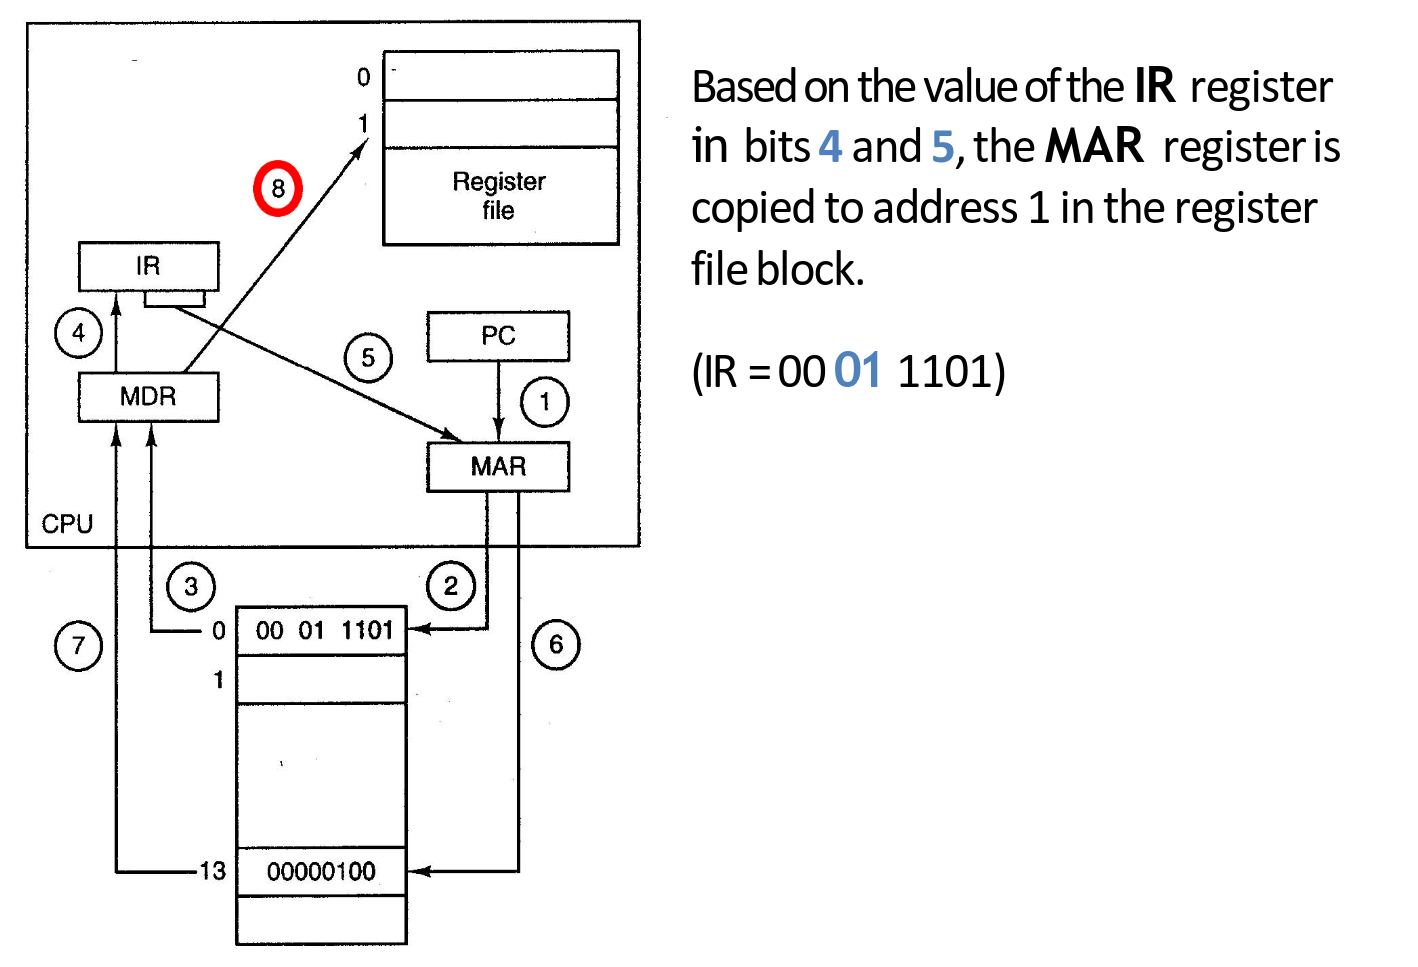 0
1
Register
file
8
IR
4
5
PC
MDR
1
MAR
CPU
3
2
0
00 01 1101
7
6
1
13
00000100
Based on the value of the IR register
in bits 4 and 5, the MAR register is
copied to address 1 in the register
file block.
(IR = 00 01 1101)